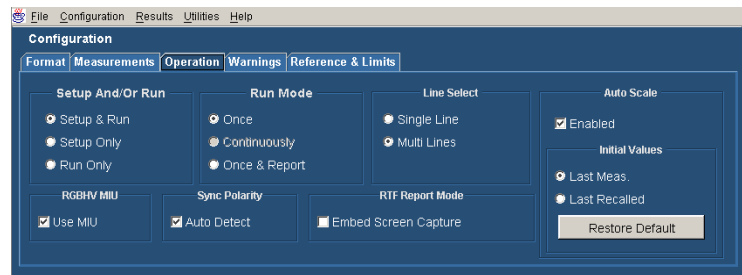 File Configuration Results Utilities Help
Configuration
Format Measurements Operation Warnings Reference & Limits
Setup And/Or Run
Setup & Run
Setup Only
Run Only
Run Mode
Once
Continuously
Once & Report
Line Select
Single Line
Multi Lines
Auto Scale
Enabled
Initial Values
Last Meas.
Last Recalled
Restore Default
RGBHV MIU
Use MIU
Sync Polarity
Auto Detect
RTF Report Mode
Embed Screen Capture